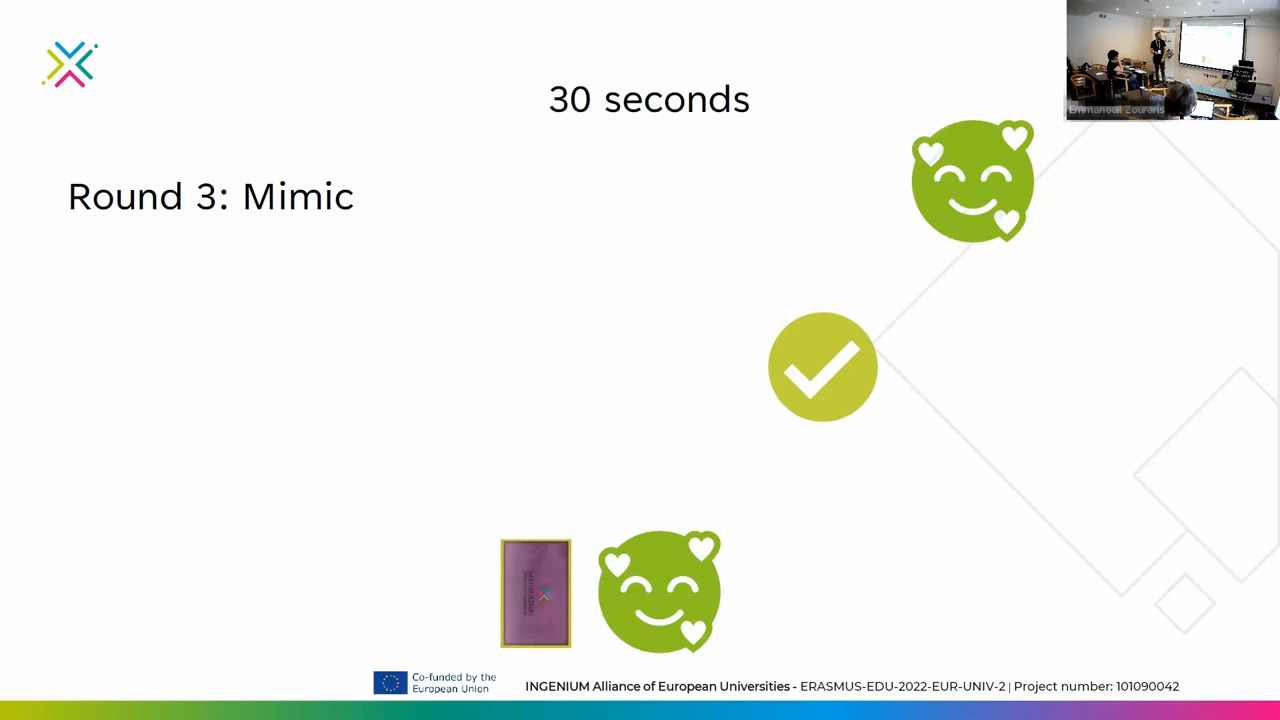 30 seconds
Emmanouil Zouraris
Round 3: Mimic
Co-funded by the
European Union
INGENIUM Alliance of European Universities - ERASMUS-EDU-2022-EUR-UNIV-2 | Project number: 101090042